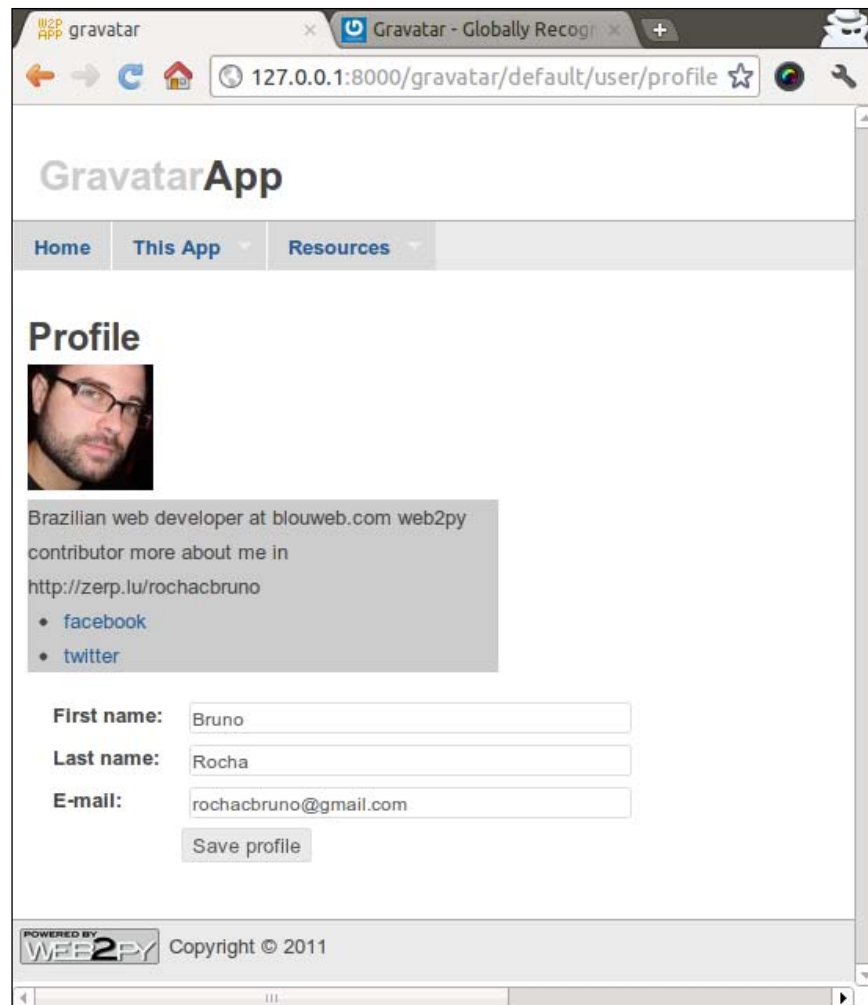 gravatar
Gravatar - Globally Recogn
127.0.0.1:8000/gravatar/default/user/profile
GravatarApp
Home This App Resources
Profile
Brazilian web developer at blouweb.com web2py
contributor more about me in
http://zerp.lu/rochacbruno
facebook
twitter
First name: Bruno
Last name: Rocha
E-mail: rochacbruno@gmail.com
Save profile
POWERED BY
WEB2PY
Copyright © 2011